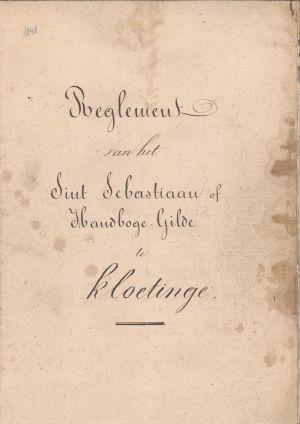 Reglement
van het
Sint Sebastiaan of
Handboge-Gilde
te
Kloetinge.